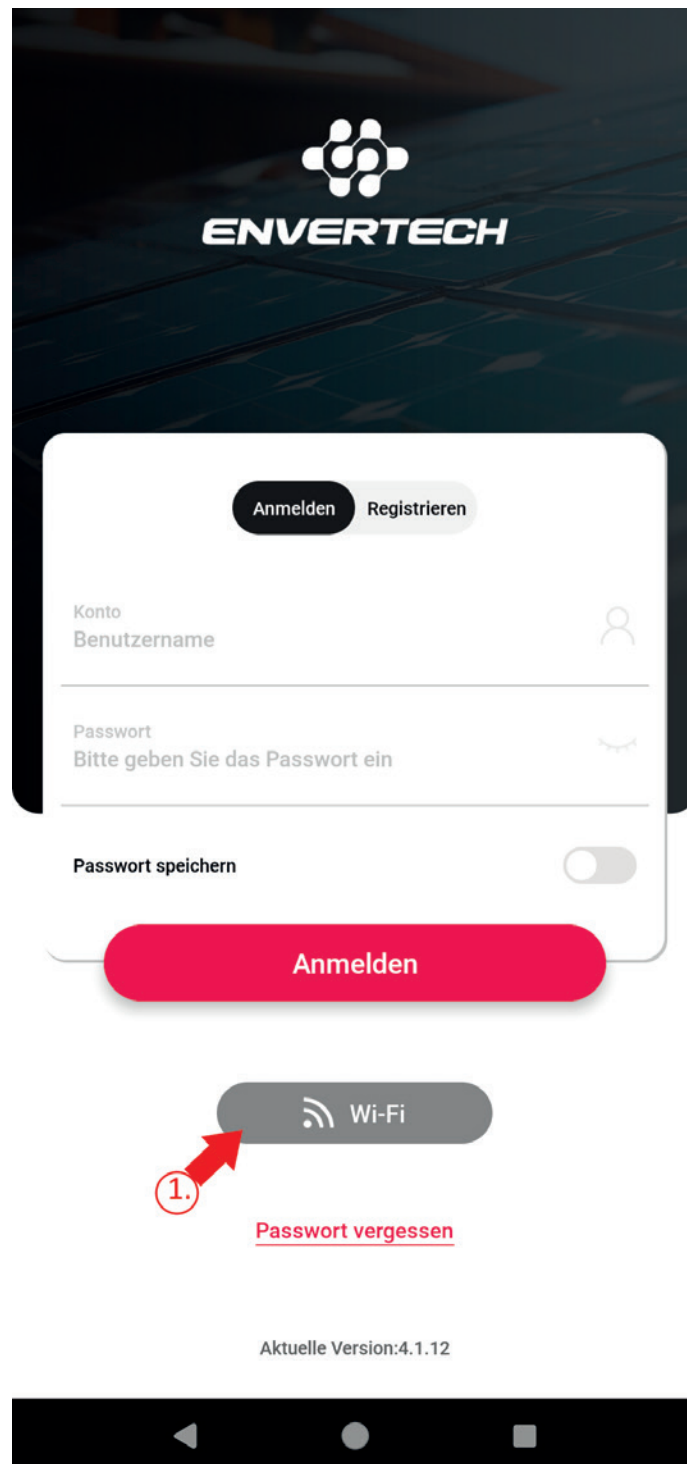 ENVERTECH
Anmelden Registrieren
Konto
Benutzername
Passwort
Bitte geben Sie das Passwort ein
Passwort speichern
Anmelden
Wi-Fi
1.
Passwort vergessen
Aktuelle Version:4.1.12